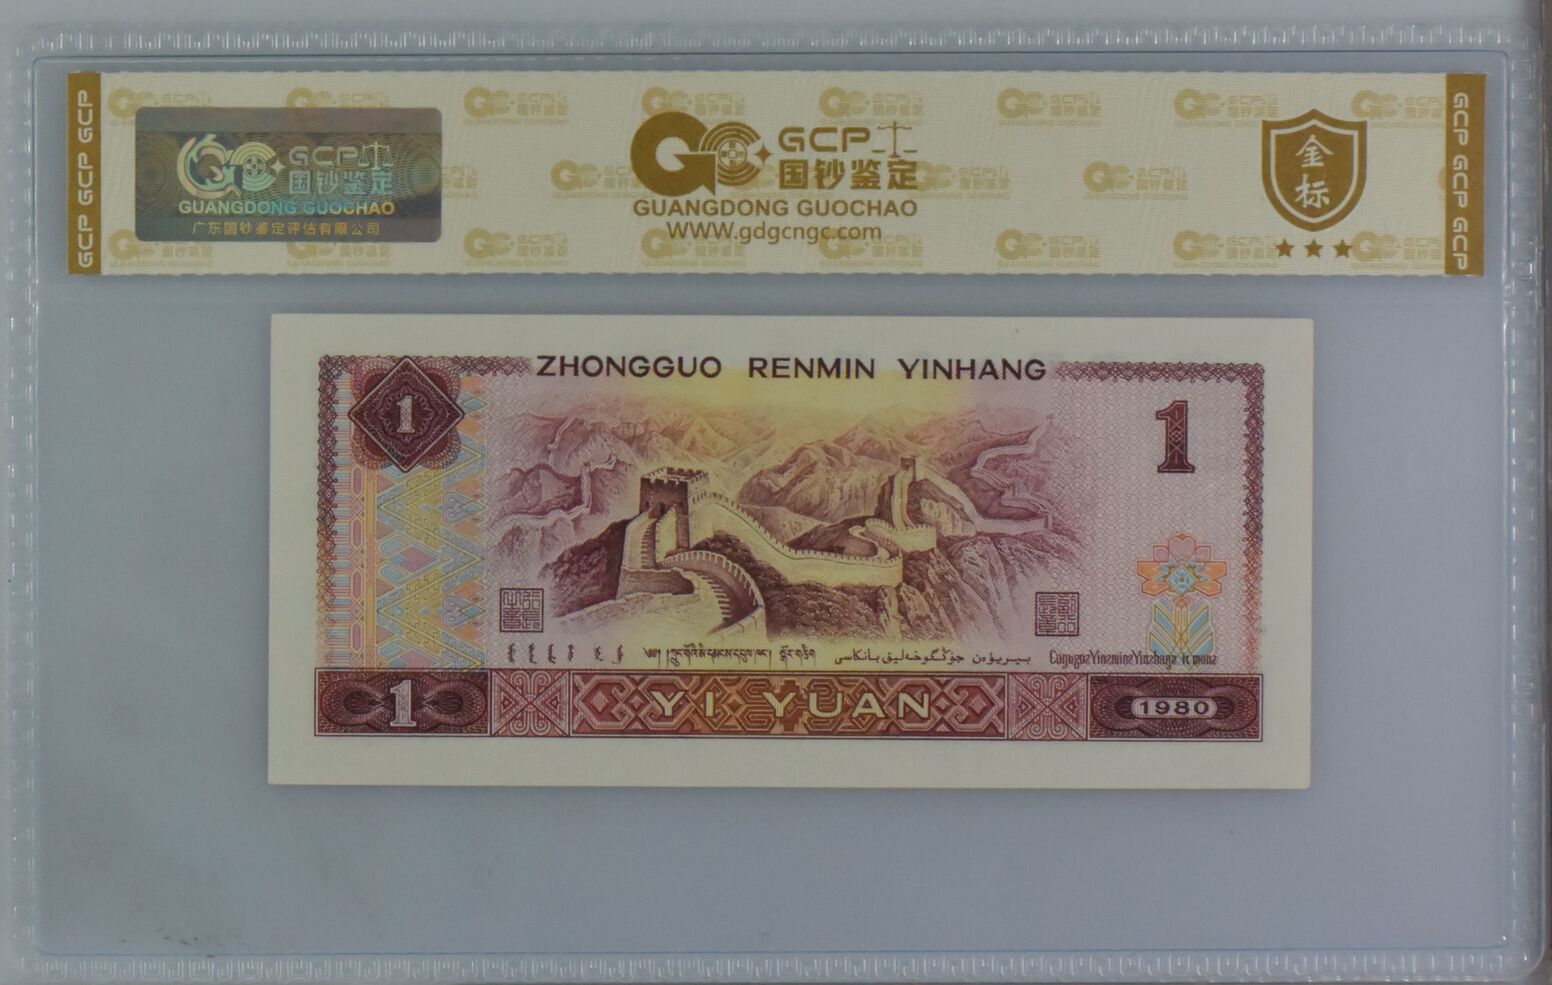 GCP GCP GCP
GCP
国钞鉴定
GUANGDONG GUOCHAO
广东国钞鉴定评估有限公司
GCP
国钞鉴定
GUANGDONG GUOCHAO
WWW.gdgcngc.com
金
标
GCP GCP GCP
ZHONGGUO RENMIN YINHANG
1
1
1
YI YUAN
1980